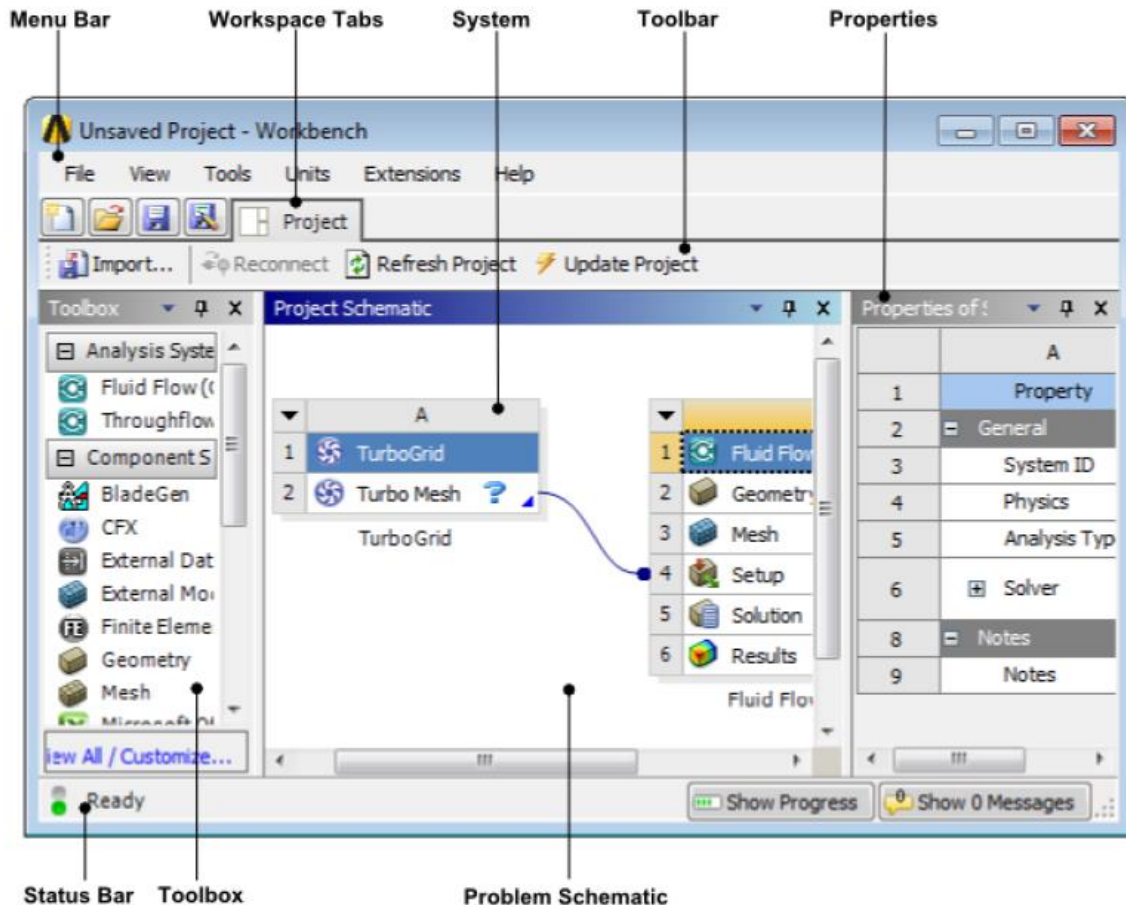 Menu Bar Workspace Tabs System Toolbar Properties
Unsaved Project - Workbench
File View Tools Units Extensions Help
Project
Import... Reconnect Refresh Project Update Project
Toolbox
Analysis Syste
Fluid Flow (
Throughflow
Component S
BladeGen
CFX
External Dat
External Mo
Finite Eleme
Geometry
Mesh
iew All / Customize...
Project Schematic
A
1 TurboGrid
2 Turbo Mesh ?
TurboGrid
1 Fluid Flow
2 Geometry
3 Mesh
4 Setup
5 Solution
6 Results
Fluid Flo
Properties of S
A
1 Property
2 General
3 System ID
4 Physics
5 Analysis Typ
6 Solver
8 Notes
9 Notes
Ready Show Progress 0 Show 0 Messages
Status Bar Toolbox Problem Schematic